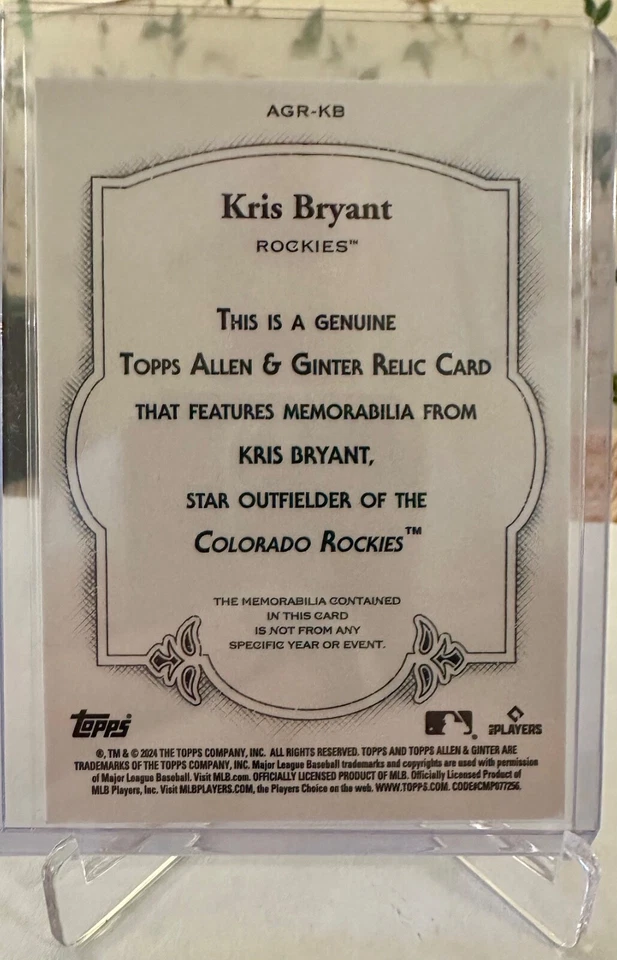 AGR-KB
Kris Bryant
ROCKIES™
THIS IS A GENUINE
TOPPS ALLEN & GINTER RELIC CARD
THAT FEATURES MEMORABILIA FROM
KRIS BRYANT,
STAR OUTFIELDER OF THE
COLORADO ROCKIES™
THE MEMORABILIA CONTAINED
IN THIS CARD
IS NOT FROM ANY
SPECIFIC YEAR OR EVENT.
Topps
PLAYERS
®, TM & © 2024 THE TOPPS COMPANY, INC. ALL RIGHTS RESERVED. TOPPS AND TOPPS ALLEN & GINTER ARE
TRADEMARKS OF THE TOPPS COMPANY, INC. Major League Baseball trademarks and copyrights are used with permission
of Major League Baseball. Visit MLB.com. OFFICIALLY LICENSED PRODUCT OF MLB. Officially Licensed Product of
MLB Players, Inc. Visit MLBPLAYERS.COM, the Players Choice on the web. WWW.TOPPS.COM. CODE#CMP077256.